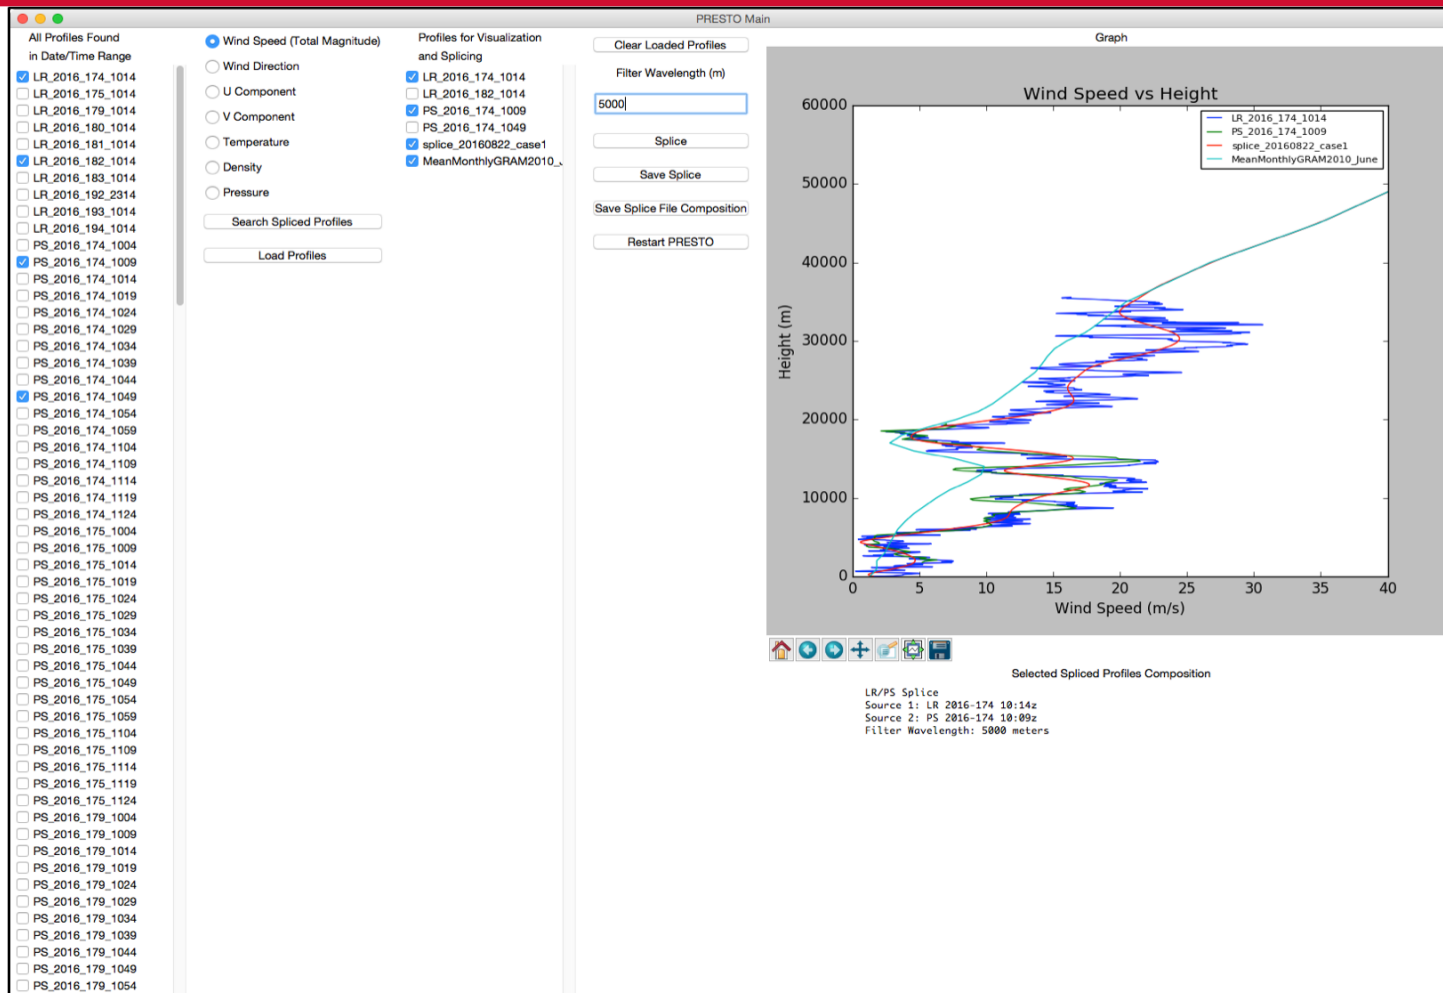 PRESTO Main
All Profiles Found
in Date/Time Range
LR_2016_174_1014
LR_2016_175_1014
LR_2016_179_1014
LR_2016_180_1014
LR_2016_181_1014
LR_2016_182_1014
LR_2016_183_1014
LR_2016_192_2314
LR_2016_193_1014
LR_2016_194_1014
PS_2016_174_1004
PS_2016_174_1009
PS_2016_174_1014
PS_2016_174_1019
PS_2016_174_1024
PS_2016_174_1029
PS_2016_174_1034
PS_2016_174_1039
PS_2016_174_1044
PS_2016_174_1049
PS_2016_174_1054
PS_2016_174_1059
PS_2016_174_1104
PS_2016_174_1109
PS_2016_174_1114
PS_2016_174_1119
PS_2016_174_1124
PS_2016_175_1004
PS_2016_175_1009
PS_2016_175_1014
PS_2016_175_1019
PS_2016_175_1024
PS_2016_175_1029
PS_2016_175_1034
PS_2016_175_1039
PS_2016_175_1044
PS_2016_175_1049
PS_2016_175_1054
PS_2016_175_1059
PS_2016_175_1104
PS_2016_175_1109
PS_2016_175_1114
PS_2016_175_1119
PS_2016_175_1124
PS_2016_179_1004
PS_2016_179_1009
PS_2016_179_1014
PS_2016_179_1019
PS_2016_179_1024
PS_2016_179_1029
PS_2016_179_1034
PS_2016_179_1039
PS_2016_179_1044
PS_2016_179_1049
PS_2016_179_1054
Wind Speed (Total Magnitude)
Wind Direction
U Component
V Component
Temperature
Density
Pressure
Search Spliced Profiles
Load Profiles
Profiles for Visualization
and Splicing
LR_2016_174_1014
LR_2016_182_1014
PS_2016_174_1009
PS_2016_174_1049
splice_20160822_case1
MeanMonthlyGRAM2010_
Clear Loaded Profiles
Filter Wavelength (m)
5000
Splice
Save Splice
Save Splice File Composition
Restart PRESTO
Graph
Wind Speed vs Height
LR_2016_174_1014
PS_2016_174_1009
splice_20160822_case1
MeanMonthlyGRAM2010_June
60000
50000
40000
30000
20000
10000
0
Height (m)
0 5 10 15 20 25 30 35 40
Wind Speed (m/s)
Selected Spliced Profiles Composition
LR/PS Splice
Source 1: LR 2016-174 10:14z
Source 2: PS 2016-174 10:09z
Filter Wavelength: 5000 meters